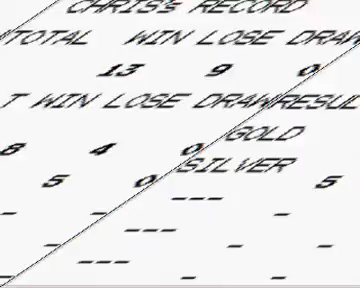 CHRIS's RECORD
TOTAL WIN LOSE DRAW
13 9 0
T WIN LOSE DRAW RESUL
GOLD
8 4 0
SILVER
5 0 5
--- --
-- ---
-- --
---
-- --